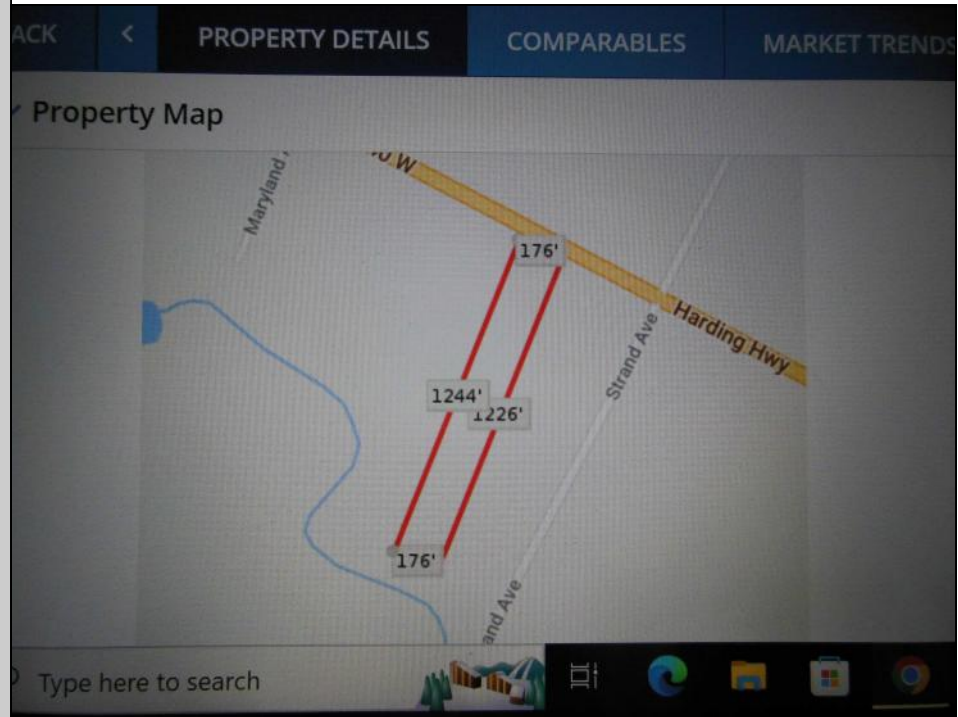 ACK < PROPERTY DETAILS COMPARABLES MARKET TRENDS
Property Map
Maryland
W
176'
Harding Hwy
Strand Ave
1244'
1226'
176'
and Ave
Type here to search